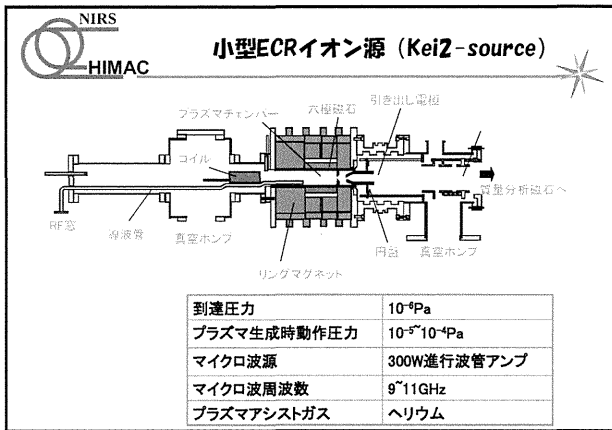 NIRS
HIMAC
小型ECRイオン源 (Kei2-source)
プラズマチェンバー
六極磁石
引き出し電極
コイル
質量分析磁石へ
RF窓
導波管
真空ポンプ
円筒
真空ポンプ
リングマグネット
到達圧力 10⁻⁶Pa
プラズマ生成時動作圧力 10⁻⁵~10⁻⁴Pa
マイクロ波源 300W進行波管アンプ
マイクロ波周波数 9~11GHz
プラズマアシストガス ヘリウム